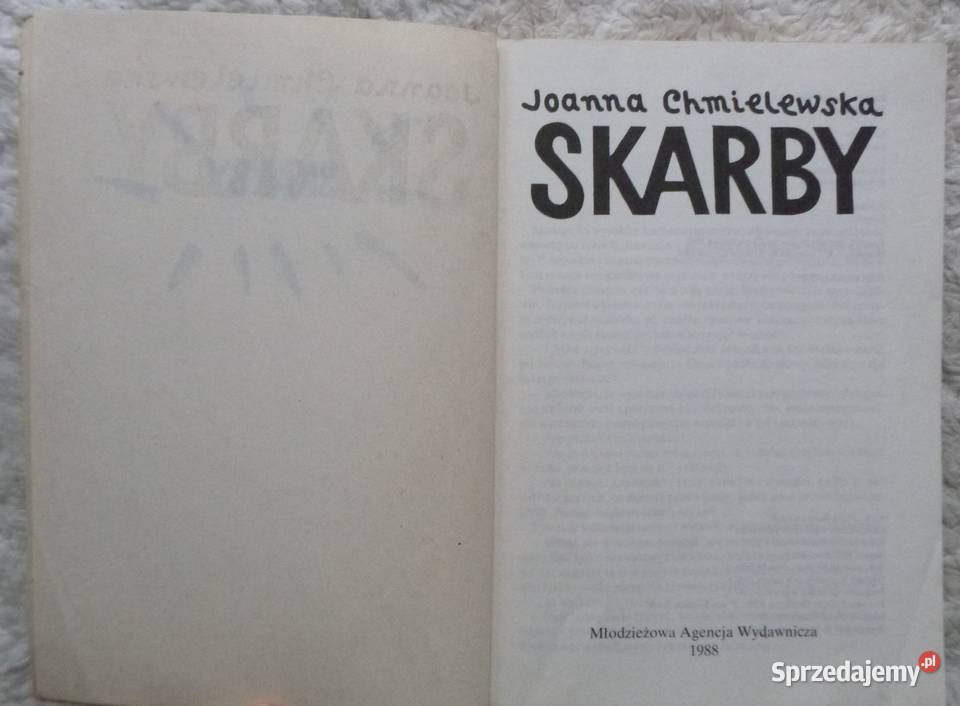 Joanna Chmielewska
SKARBY
Młodzieżowa Agencja Wydawnicza
1988
Sprzedajemy.pl